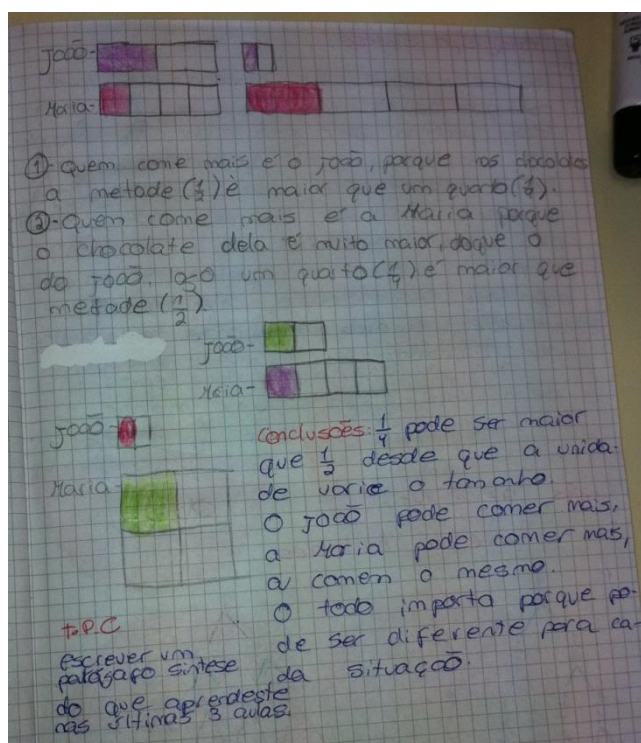 João-
Maria-
①- Quem come mais é o João, porque nos chocolates
a metade (1/2) é maior que um quarto (1/4).
②- Quem come mais é a Maria porque
o chocolate dela é muito maior, doque o
do João. logo um quarto (1/4) é maior que
metade (1/2).
João-
Maria-
João-
Maria-
Conclusões: 1/4 pode ser maior
que 1/2 desde que a unida-
de varie o tamanho.
O João pode comer mais,
a Maria pode comer mas,
a comen o mesmo.
O todo importa porque po-
de ser diferente para ca-
da situação.
t.P.C
escrever um
parágrafo síntese
do que aprendeste
nas últimas 3 aulas.